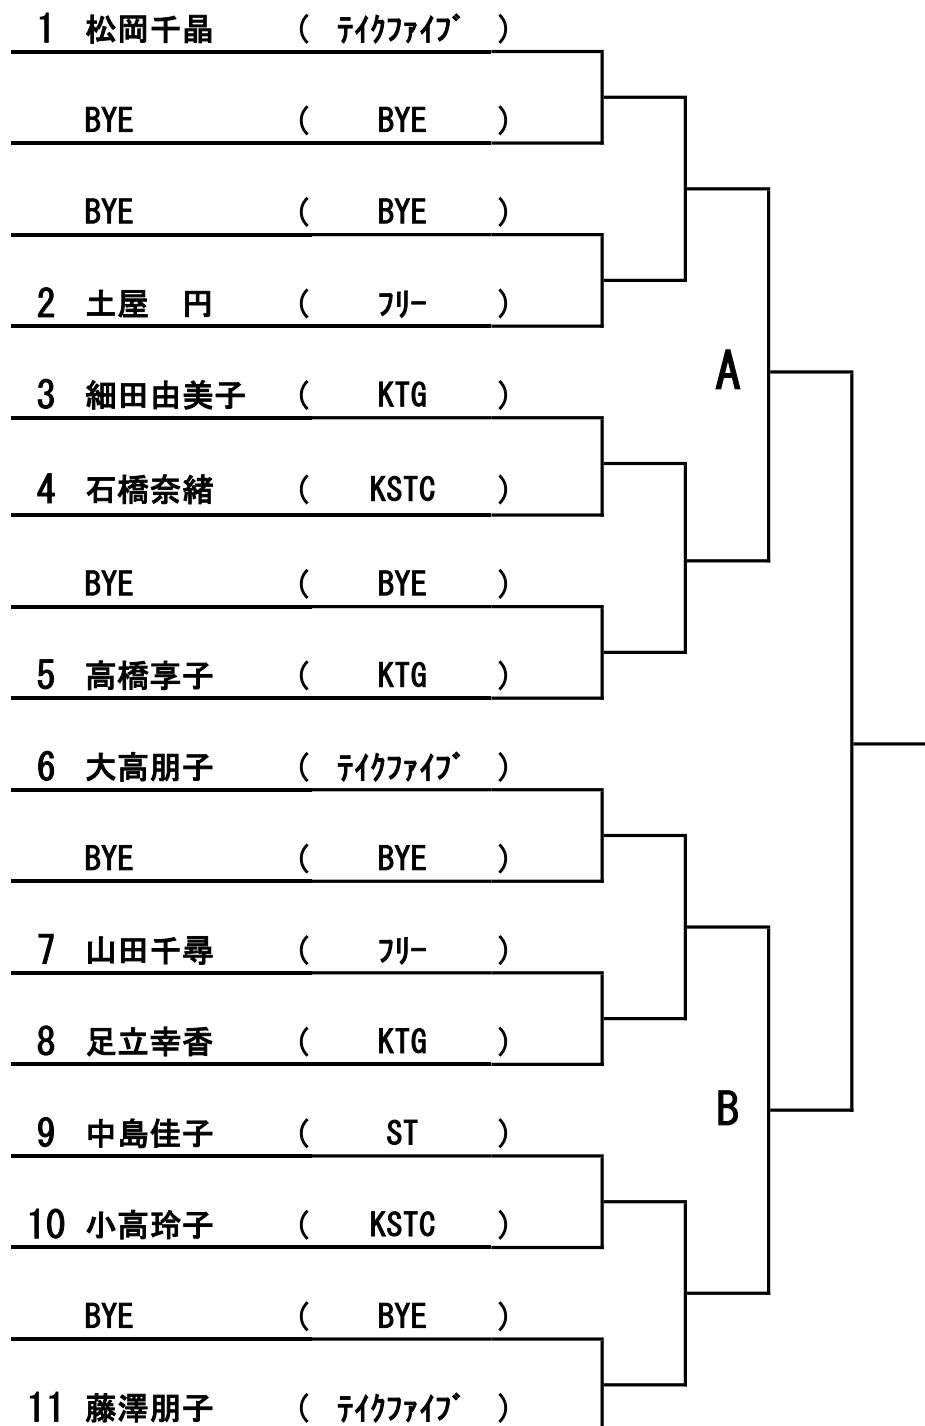 1 松岡千晶 ( ﾃｲｸﾌｧｲﾌﾞ )
BYE ( BYE )
BYE ( BYE )
2 土屋　円 ( ﾌﾘｰ )
3 細田由美子 ( KTG )
A
4 石橋奈緒 ( KSTC )
BYE ( BYE )
5 高橋享子 ( KTG )
6 大高朋子 ( ﾃｲｸﾌｧｲﾌﾞ )
BYE ( BYE )
7 山田千尋 ( ﾌﾘｰ )
8 足立幸香 ( KTG )
B
9 中島佳子 ( ST )
10 小高玲子 ( KSTC )
BYE ( BYE )
11 藤澤朋子 ( ﾃｲｸﾌｧｲﾌﾞ )